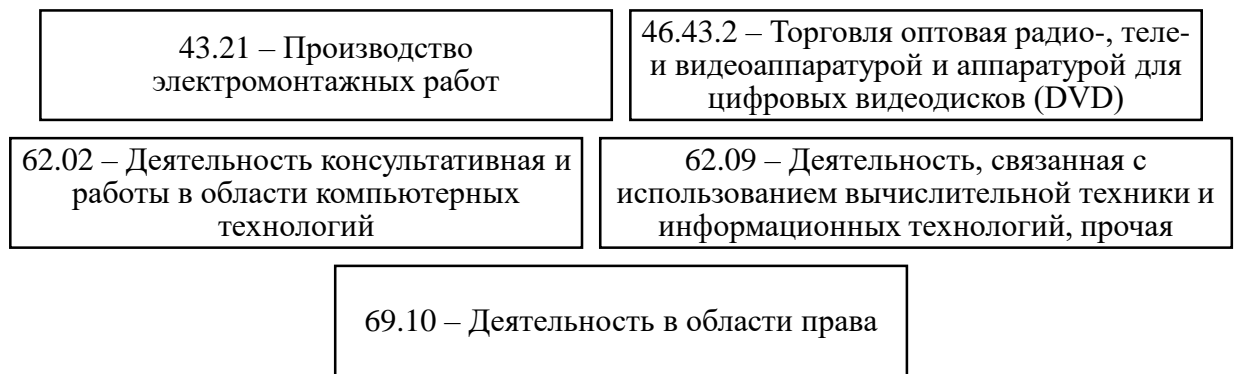 43.21 – Производство
электромонтажных работ
46.43.2 – Торговля оптовая радио-, теле-
и видеоаппаратурой и аппаратурой для
цифровых видеодисков (DVD)
62.02 – Деятельность консультативная и
работы в области компьютерных
технологий
62.09 – Деятельность, связанная с
использованием вычислительной техники и
информационных технологий, прочая
69.10 – Деятельность в области права